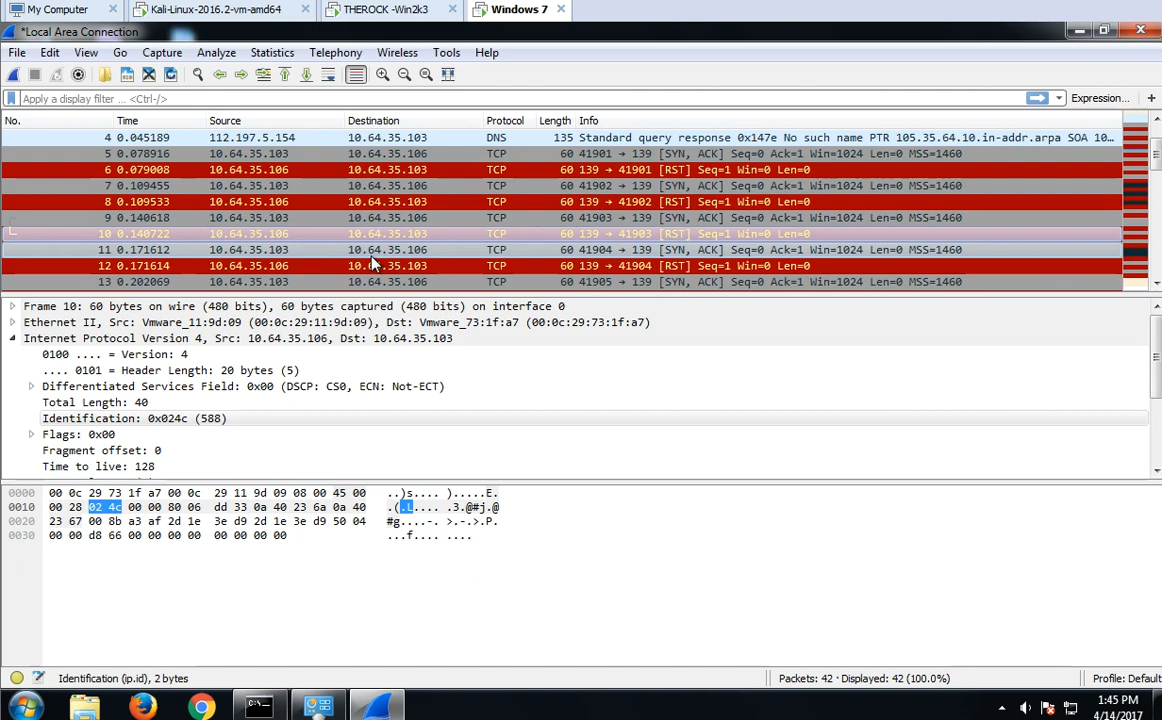 My Computer × Kali-Linux-2016.2-vm-amd64 × THEROCK -Win2k3 × Windows 7 ×
*Local Area Connection
File Edit View Go Capture Analyze Statistics Telephony Wireless Tools Help
Apply a display filter ... <Ctrl-/> Expression... +
No. Time Source Destination Protocol Length Info
4 0.045189 112.197.5.154 10.64.35.103 DNS 135 Standard query response 0x147e No such name PTR 105.35.64.10.in-addr.arpa SOA 10...
5 0.078916 10.64.35.103 10.64.35.106 TCP 60 41901 → 139 [SYN, ACK] Seq=0 Ack=1 Win=1024 Len=0 MSS=1460
6 0.079008 10.64.35.106 10.64.35.103 TCP 60 139 → 41901 [RST] Seq=1 Win=0 Len=0
7 0.109455 10.64.35.103 10.64.35.106 TCP 60 41902 → 139 [SYN, ACK] Seq=0 Ack=1 Win=1024 Len=0 MSS=1460
8 0.109533 10.64.35.106 10.64.35.103 TCP 60 139 → 41902 [RST] Seq=1 Win=0 Len=0
9 0.140618 10.64.35.103 10.64.35.106 TCP 60 41903 → 139 [SYN, ACK] Seq=0 Ack=1 Win=1024 Len=0 MSS=1460
10 0.140722 10.64.35.106 10.64.35.103 TCP 60 139 → 41903 [RST] Seq=1 Win=0 Len=0
11 0.171612 10.64.35.103 10.64.35.106 TCP 60 41904 → 139 [SYN, ACK] Seq=0 Ack=1 Win=1024 Len=0 MSS=1460
12 0.171614 10.64.35.106 10.64.35.103 TCP 60 139 → 41904 [RST] Seq=1 Win=0 Len=0
13 0.202069 10.64.35.103 10.64.35.106 TCP 60 41905 → 139 [SYN, ACK] Seq=0 Ack=1 Win=1024 Len=0 MSS=1460
Frame 10: 60 bytes on wire (480 bits), 60 bytes captured (480 bits) on interface 0
Ethernet II, Src: Vmware_11:9d:09 (00:0c:29:11:9d:09), Dst: Vmware_73:1f:a7 (00:0c:29:73:1f:a7)
Internet Protocol Version 4, Src: 10.64.35.106, Dst: 10.64.35.103
0100 .... = Version: 4
.... 0101 = Header Length: 20 bytes (5)
Differentiated Services Field: 0x00 (DSCP: CS0, ECN: Not-ECT)
Total Length: 40
Identification: 0x024c (588)
Flags: 0x00
Fragment offset: 0
Time to live: 128
0000 00 0c 29 73 1f a7 00 0c 29 11 9d 09 08 00 45 00 ..)s.... ).....E.
0010 00 28 02 4c 00 00 80 06 dd 33 0a 40 23 6a 0a 40 .(.L.... .3.@#j.@
0020 23 67 00 8b a3 af 2d 1e 3e d9 2d 1e 3e d9 50 04 #g....-. >.-.>.P.
0030 00 00 d8 66 00 00 00 00 00 00 00 00 ...f.... ....
Identification (ip.id), 2 bytes Packets: 42 · Displayed: 42 (100.0%) Profile: Default
C:\_
1:45 PM
4/14/2017